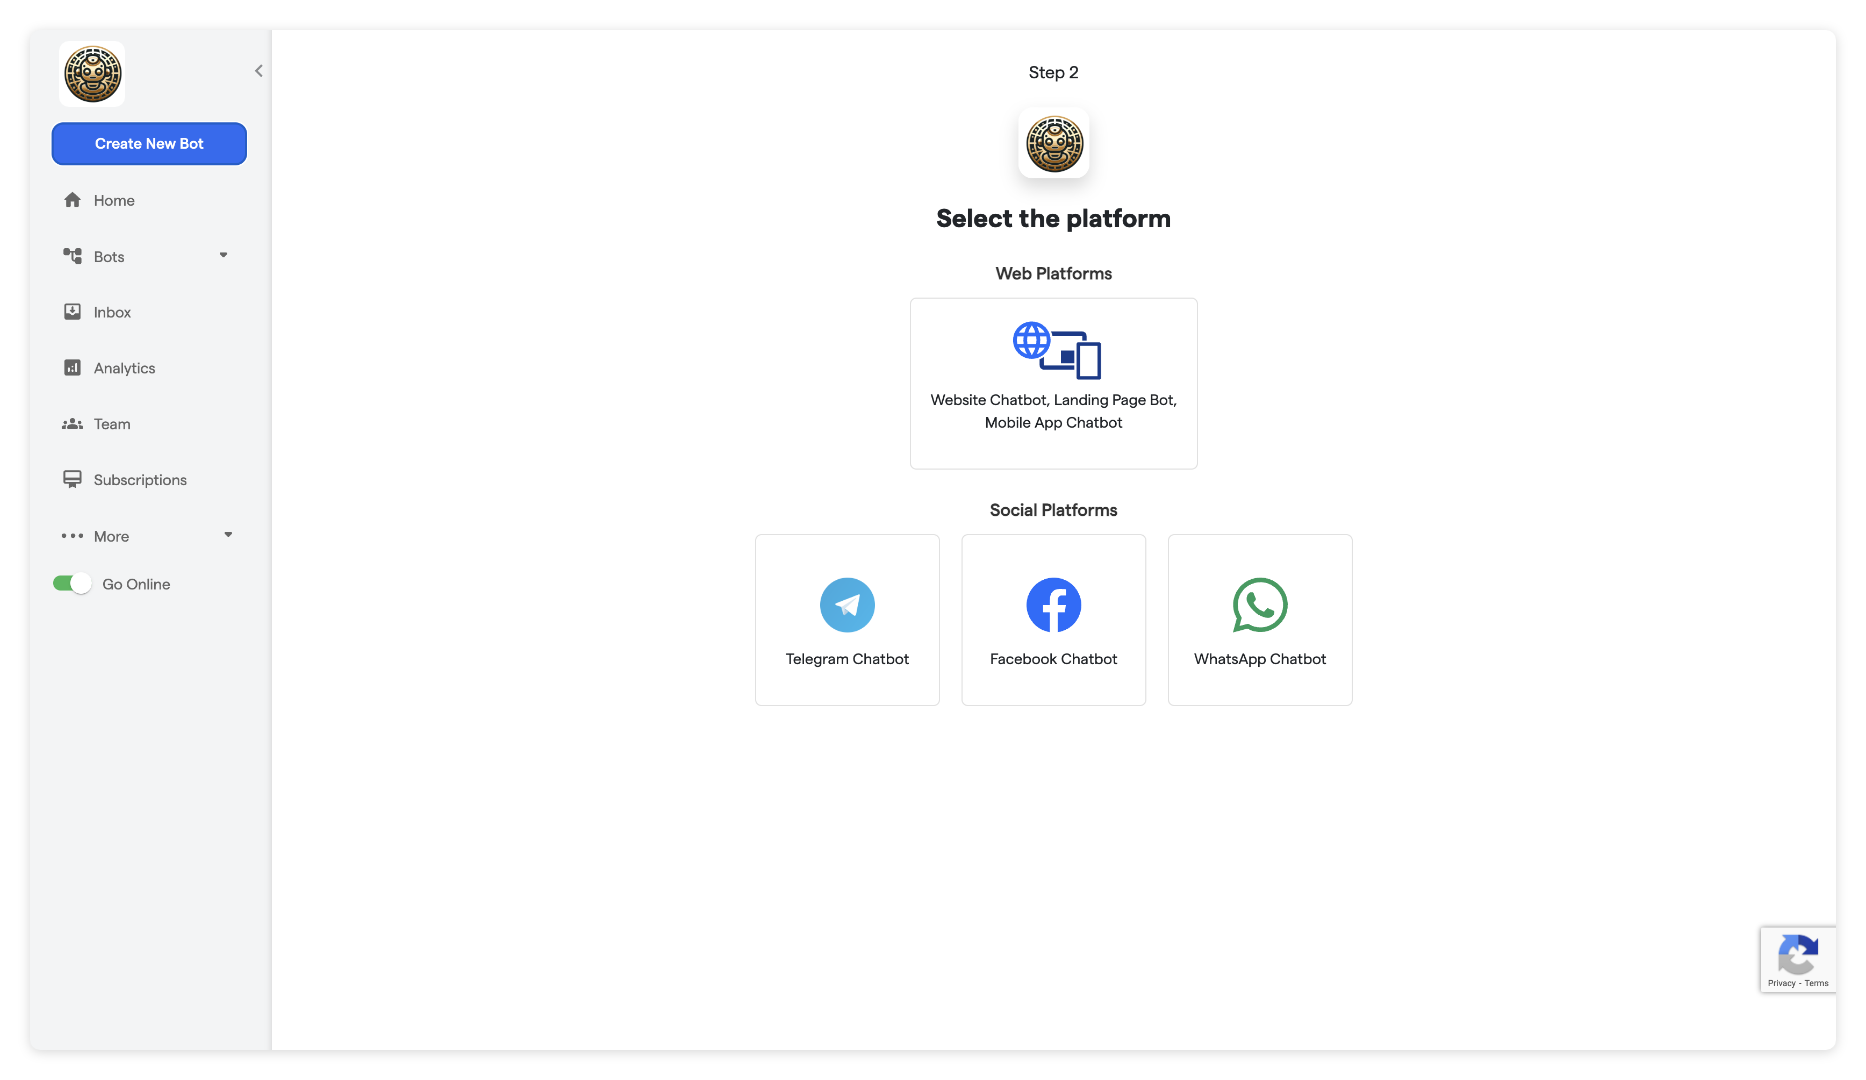 Create New Bot
Home
Bots
Inbox
Analytics
Team
Subscriptions
More
Go Online
Step 2
Select the platform
Web Platforms
Website Chatbot, Landing Page Bot,
Mobile App Chatbot
Social Platforms
Telegram Chatbot
Facebook Chatbot
WhatsApp Chatbot
Privacy - Terms